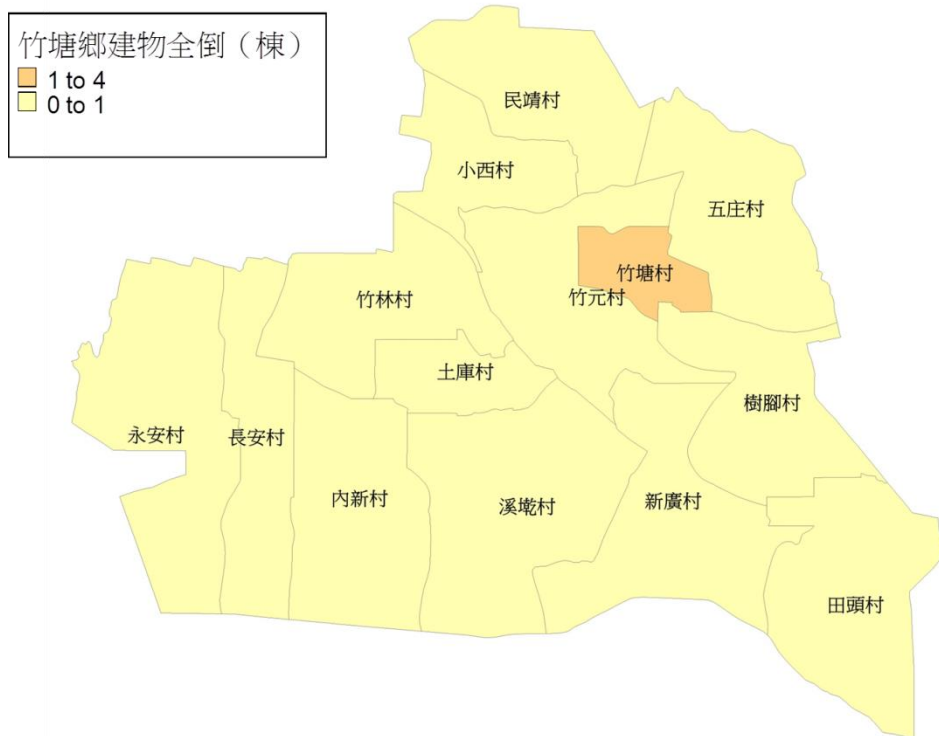 竹塘鄉建物全倒（棟）
1 to 4
0 to 1
民靖村
小西村
五庄村
竹塘村
竹元村
竹林村
土庫村
樹腳村
永安村
長安村
內新村
溪墘村
新廣村
田頭村